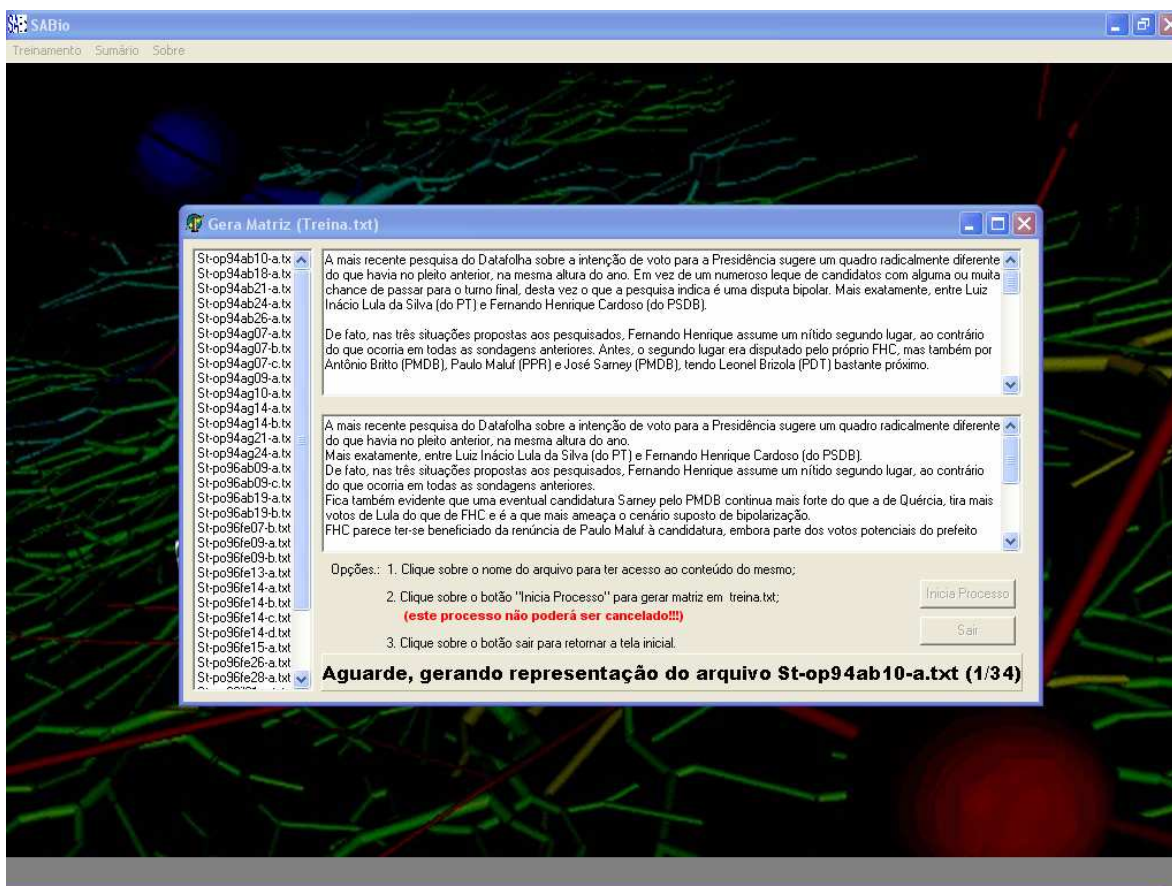 SABio
Treinamento Sumário Sobre
Gera Matriz (Treina.txt)
St-op94ab10-a.tx
St-op94ab18-a.tx
St-op94ab21-a.tx
St-op94ab24-a.tx
St-op94ab26-a.tx
St-op94ag07-a.tx
St-op94ag07-b.tx
St-op94ag07-c.tx
St-op94ag09-a.tx
St-op94ag10-a.tx
St-op94ag14-a.tx
St-op94ag14-b.tx
St-op94ag21-a.tx
St-op94ag24-a.tx
St-po96ab09-a.tx
St-po96ab09-c.tx
St-po96ab19-a.tx
St-po96ab19-b.tx
St-po96fe07-b.txt
St-po96fe09-a.txt
St-po96fe09-b.txt
St-po96fe13-a.txt
St-po96fe14-a.txt
St-po96fe14-b.txt
St-po96fe14-c.txt
St-po96fe14-d.txt
St-po96fe15-a.txt
St-po96fe26-a.txt
St-po96fe28-a.txt
A mais recente pesquisa do Datafolha sobre a intenção de voto para a Presidência sugere um quadro radicalmente diferente
do que havia no pleito anterior, na mesma altura do ano. Em vez de um numeroso leque de candidatos com alguma ou muita
chance de passar para o turno final, desta vez o que a pesquisa indica é uma disputa bipolar. Mais exatamente, entre Luiz
Inácio Lula da Silva (do PT) e Fernando Henrique Cardoso (do PSDB).
De fato, nas três situações propostas aos pesquisados, Fernando Henrique assume um nítido segundo lugar, ao contrário
do que ocorria em todas as sondagens anteriores. Antes, o segundo lugar era disputado pelo próprio FHC, mas também por
Antônio Britto (PMDB), Paulo Maluf (PPR) e José Sarney (PMDB), tendo Leonel Brizola (PDT) bastante próximo.
A mais recente pesquisa do Datafolha sobre a intenção de voto para a Presidência sugere um quadro radicalmente diferente
do que havia no pleito anterior, na mesma altura do ano.
Mais exatamente, entre Luiz Inácio Lula da Silva (do PT) e Fernando Henrique Cardoso (do PSDB).
De fato, nas três situações propostas aos pesquisados, Fernando Henrique assume um nítido segundo lugar, ao contrário
do que ocorria em todas as sondagens anteriores.
Fica também evidente que uma eventual candidatura Sarney pelo PMDB continua mais forte do que a de Quércia, tira mais
votos de Lula do que de FHC e é a que mais ameaça o cenário suposto de bipolarização.
FHC parece ter-se beneficiado da renúncia de Paulo Maluf à candidatura, embora parte dos votos potenciais do prefeito
Opções.: 1. Clique sobre o nome do arquivo para ter acesso ao conteúdo do mesmo;
2. Clique sobre o botão "Inicia Processo" para gerar matriz em treina.txt;
(este processo não poderá ser cancelado!!!)
3. Clique sobre o botão sair para retornar a tela inicial.
Inicia Processo
Sair
Aguarde, gerando representação do arquivo St-op94ab10-a.txt (1/34)